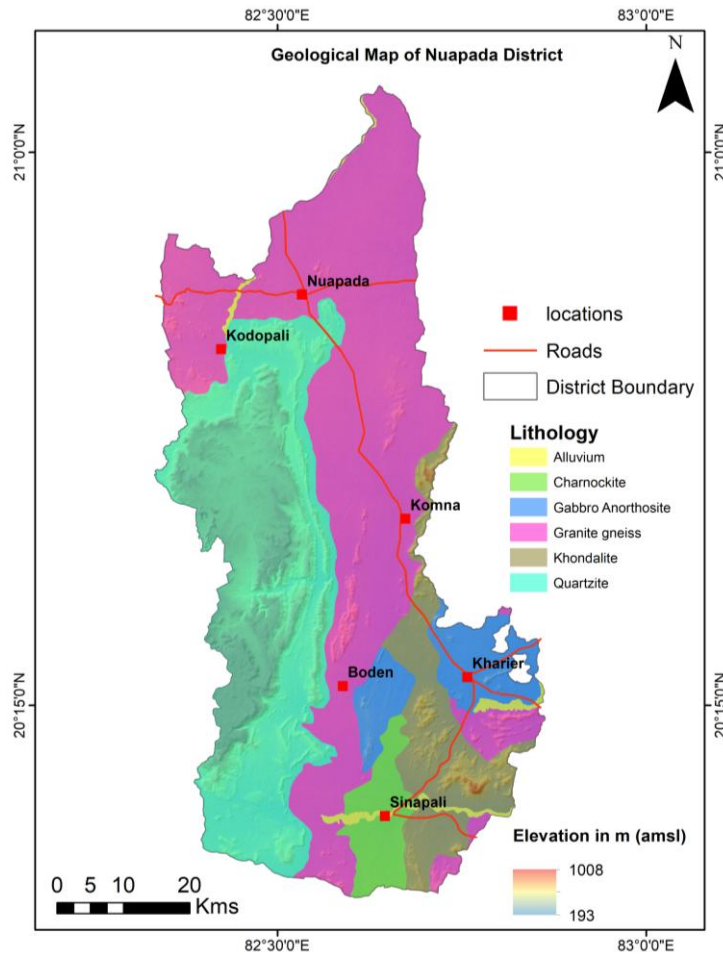 82°30'0"E
83°0'0"E
Geological Map of Nuapada District
N
21°0'0"N
21°0'0"N
Nuapada
Kodopali
locations
Roads
District Boundary
Lithology
Alluvium
Charnockite
Gabbro Anorthosite
Granite gneiss
Khondalite
Quartzite
Komna
Kharier
Boden
20°15'0"N
20°15'0"N
Sinapali
Elevation in m (amsl)
1008
193
0 5 10 20
Kms
82°30'0"E
83°0'0"E